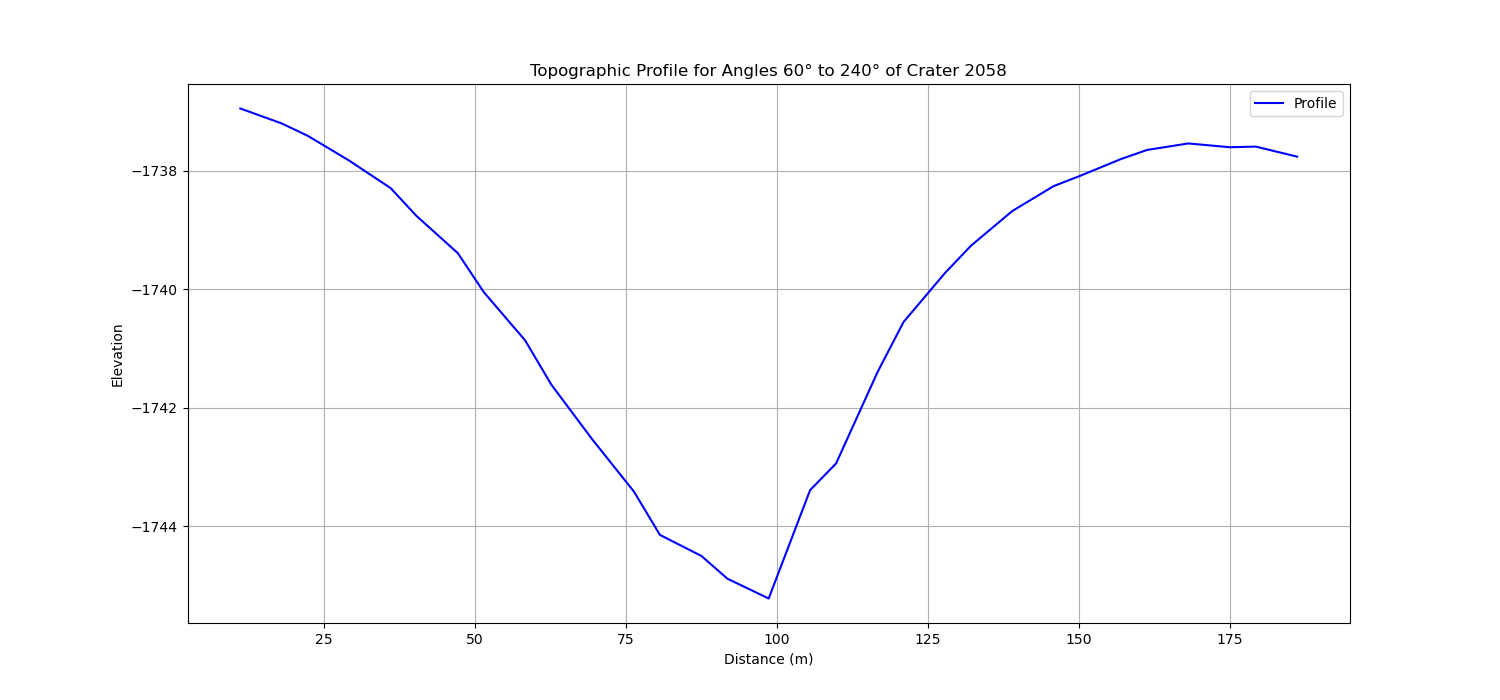 Topographic Profile for Angles 60° to 240° of Crater 2058
Profile
−1738
−1740
−1742
−1744
Elevation
25 50 75 100 125 150 175
Distance (m)